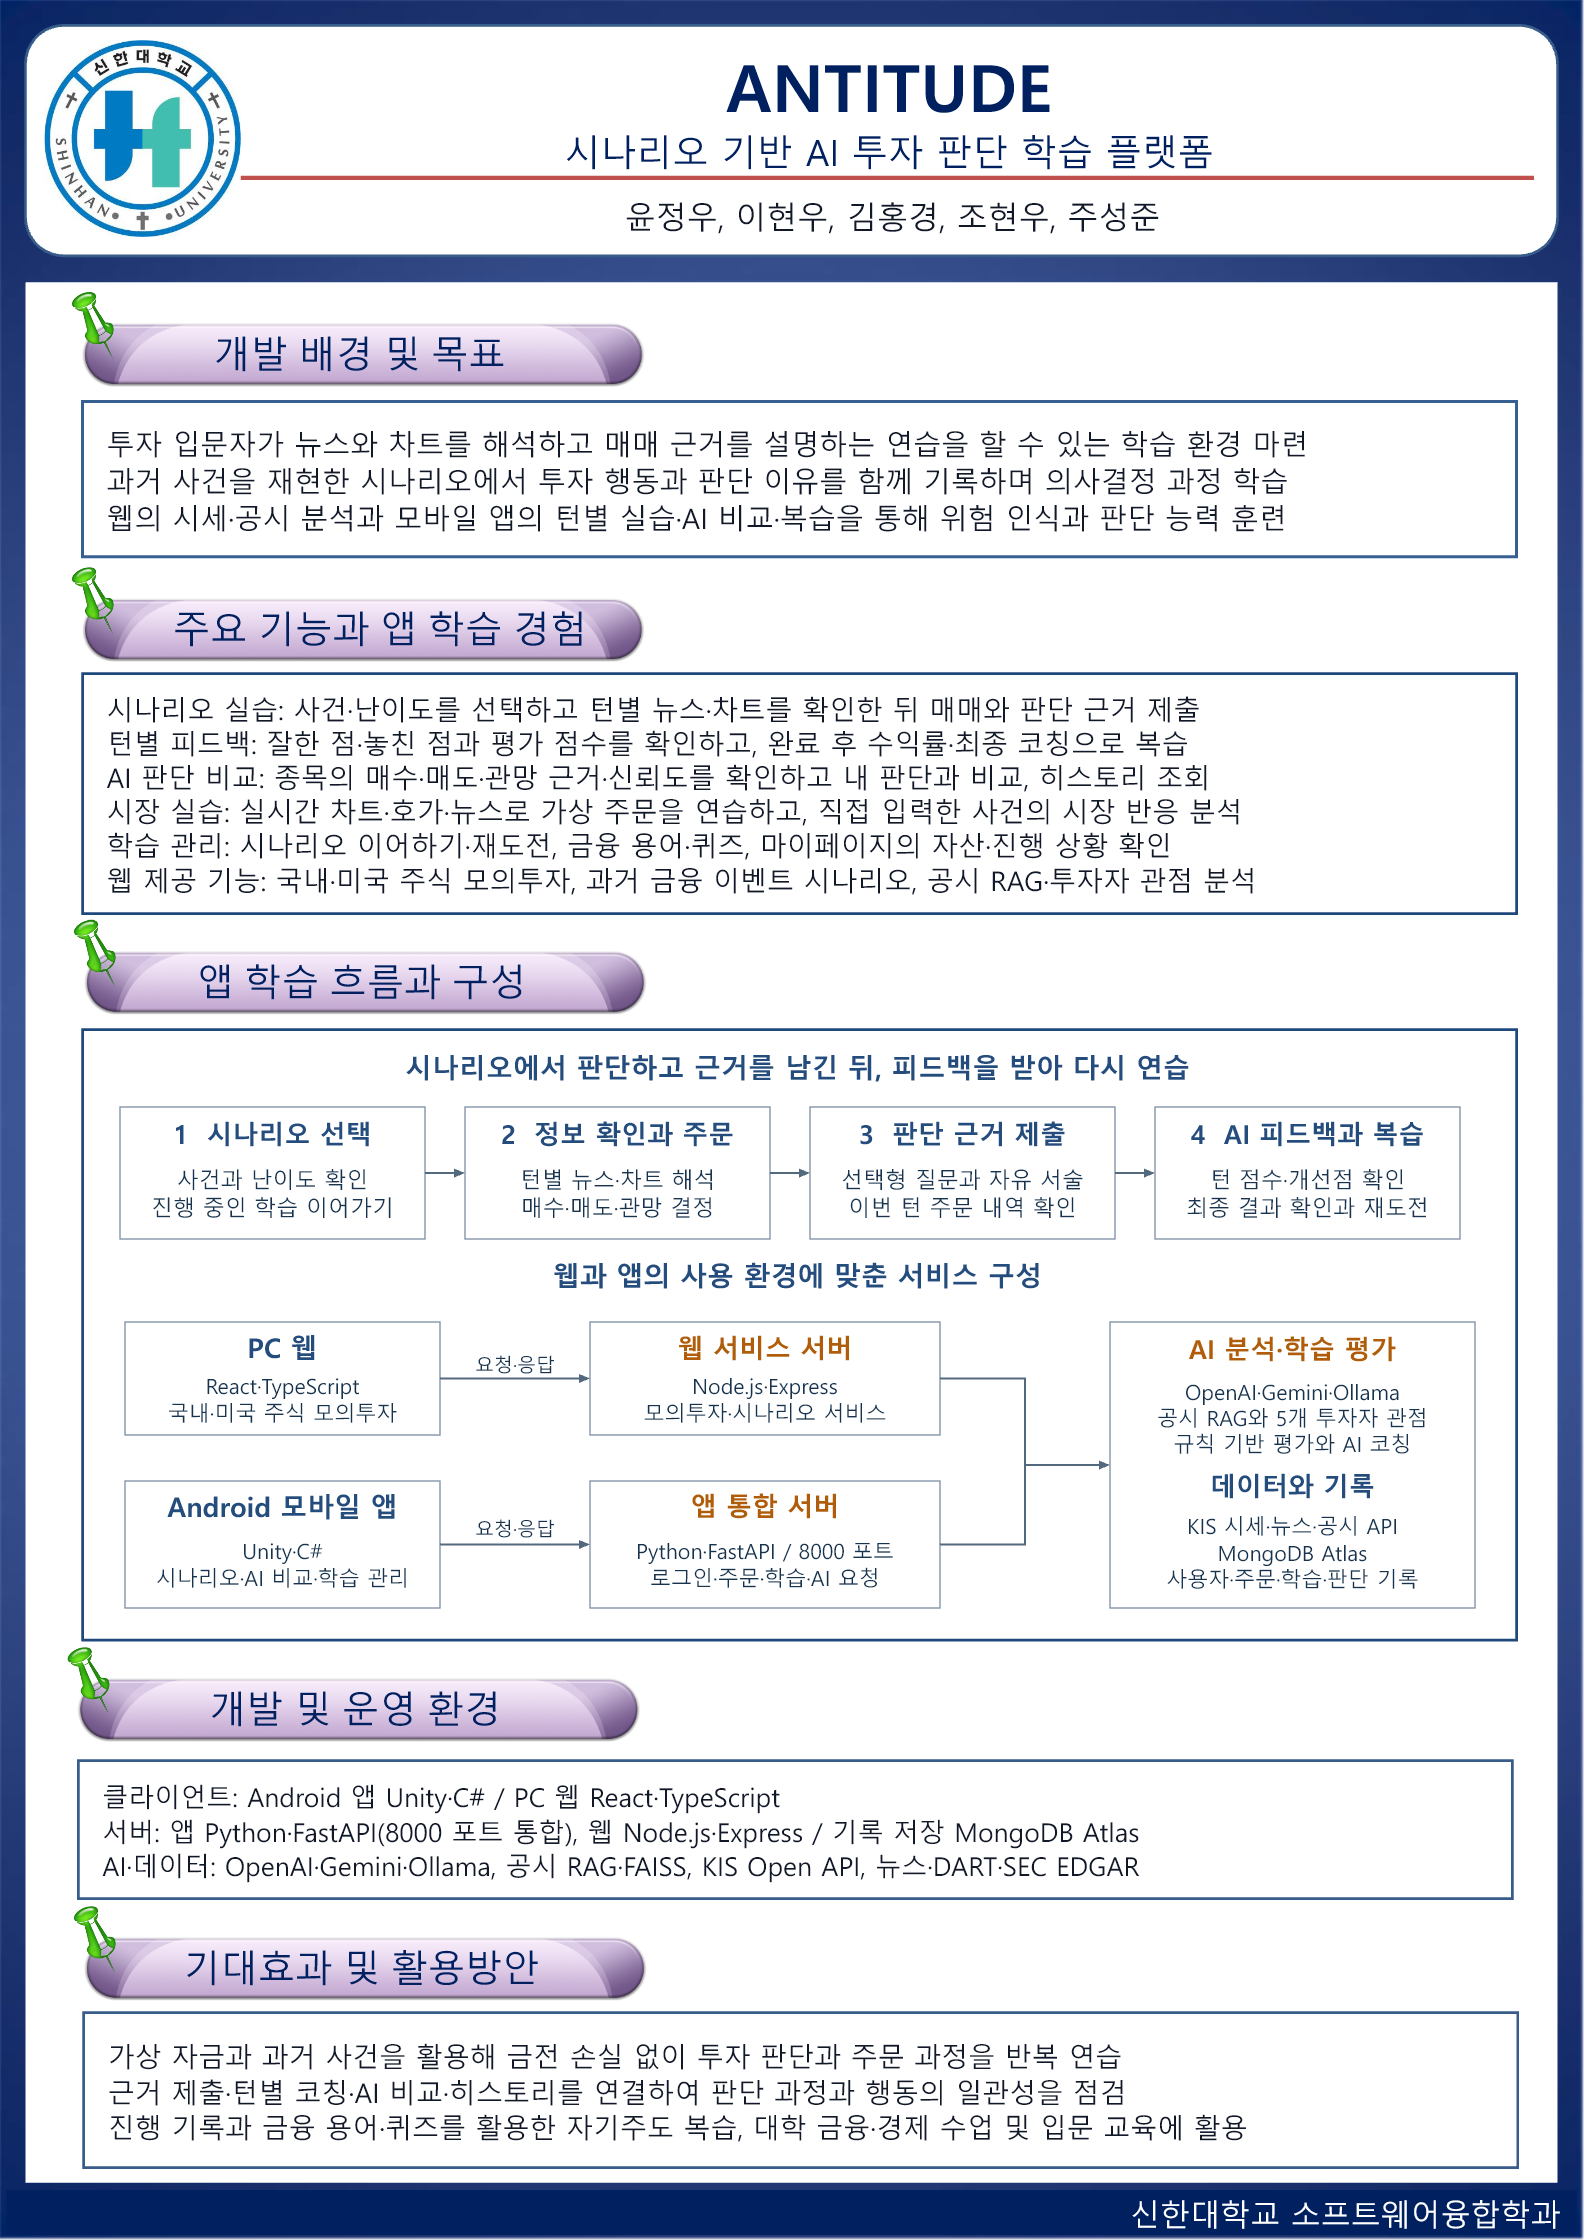 신한대학교
SHINHAN UNIVERSITY
ANTITUDE
시나리오 기반 AI 투자 판단 학습 플랫폼
윤정우, 이현우, 김홍경, 조현우, 주성준
개발 배경 및 목표
투자 입문자가 뉴스와 차트를 해석하고 매매 근거를 설명하는 연습을 할 수 있는 학습 환경 마련
과거 사건을 재현한 시나리오에서 투자 행동과 판단 이유를 함께 기록하며 의사결정 과정 학습
웹의 시세·공시 분석과 모바일 앱의 턴별 실습·AI 비교·복습을 통해 위험 인식과 판단 능력 훈련
주요 기능과 앱 학습 경험
시나리오 실습: 사건·난이도를 선택하고 턴별 뉴스·차트를 확인한 뒤 매매와 판단 근거 제출
턴별 피드백: 잘한 점·놓친 점과 평가 점수를 확인하고, 완료 후 수익률·최종 코칭으로 복습
AI 판단 비교: 종목의 매수·매도·관망 근거·신뢰도를 확인하고 내 판단과 비교, 히스토리 조회
시장 실습: 실시간 차트·호가·뉴스로 가상 주문을 연습하고, 직접 입력한 사건의 시장 반응 분석
학습 관리: 시나리오 이어하기·재도전, 금융 용어·퀴즈, 마이페이지의 자산·진행 상황 확인
웹 제공 기능: 국내·미국 주식 모의투자, 과거 금융 이벤트 시나리오, 공시 RAG·투자자 관점 분석
앱 학습 흐름과 구성
시나리오에서 판단하고 근거를 남긴 뒤, 피드백을 받아 다시 연습
1 시나리오 선택
사건과 난이도 확인
진행 중인 학습 이어가기
2 정보 확인과 주문
턴별 뉴스·차트 해석
매수·매도·관망 결정
3 판단 근거 제출
선택형 질문과 자유 서술
이번 턴 주문 내역 확인
4 AI 피드백과 복습
턴 점수·개선점 확인
최종 결과 확인과 재도전
웹과 앱의 사용 환경에 맞춘 서비스 구성
PC 웹
React·TypeScript
국내·미국 주식 모의투자
요청·응답
웹 서비스 서버
Node.js·Express
모의투자·시나리오 서비스
Android 모바일 앱
Unity·C#
시나리오·AI 비교·학습 관리
요청·응답
앱 통합 서버
Python·FastAPI / 8000 포트
로그인·주문·학습·AI 요청
AI 분석·학습 평가
OpenAI·Gemini·Ollama
공시 RAG와 5개 투자자 관점
규칙 기반 평가와 AI 코칭
데이터와 기록
KIS 시세·뉴스·공시 API
MongoDB Atlas
사용자·주문·학습·판단 기록
개발 및 운영 환경
클라이언트: Android 앱 Unity·C# / PC 웹 React·TypeScript
서버: 앱 Python·FastAPI(8000 포트 통합), 웹 Node.js·Express / 기록 저장 MongoDB Atlas
AI·데이터: OpenAI·Gemini·Ollama, 공시 RAG·FAISS, KIS Open API, 뉴스·DART·SEC EDGAR
기대효과 및 활용방안
가상 자금과 과거 사건을 활용해 금전 손실 없이 투자 판단과 주문 과정을 반복 연습
근거 제출·턴별 코칭·AI 비교·히스토리를 연결하여 판단 과정과 행동의 일관성을 점검
진행 기록과 금융 용어·퀴즈를 활용한 자기주도 복습, 대학 금융·경제 수업 및 입문 교육에 활용
신한대학교 소프트웨어융합학과